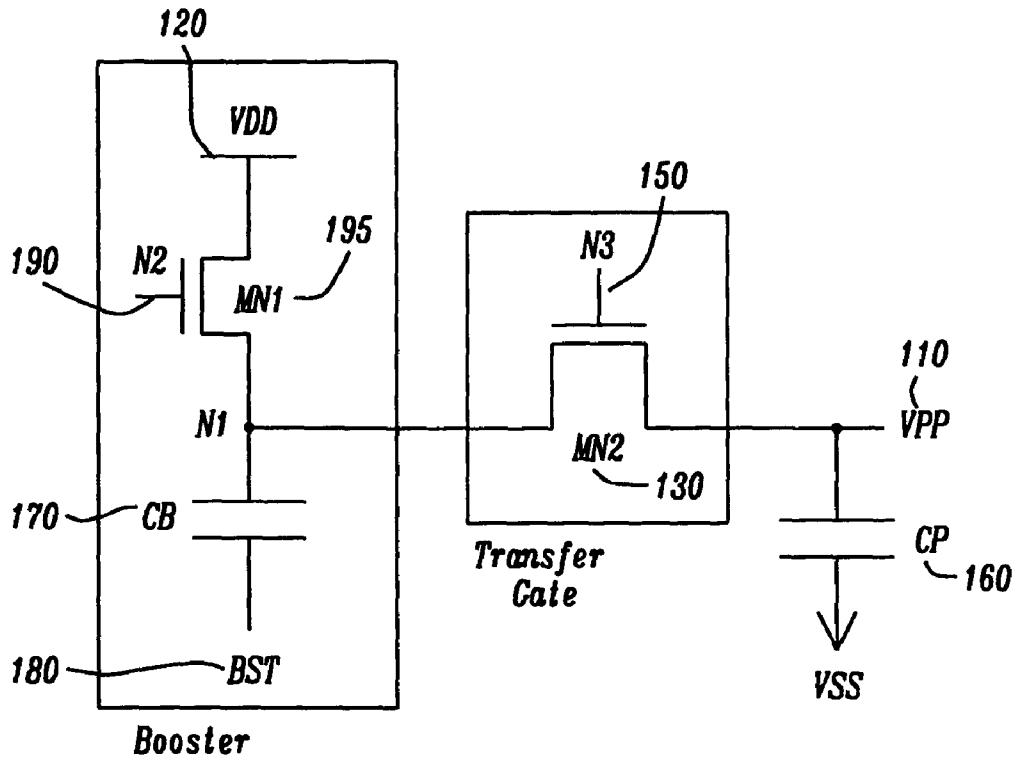 120
VDD
150
195
N2
190
MN1
N3
110
VPP
N1
MN2
130
170
CB
Transfer
Gate
CP
160
180
BST
VSS
Booster